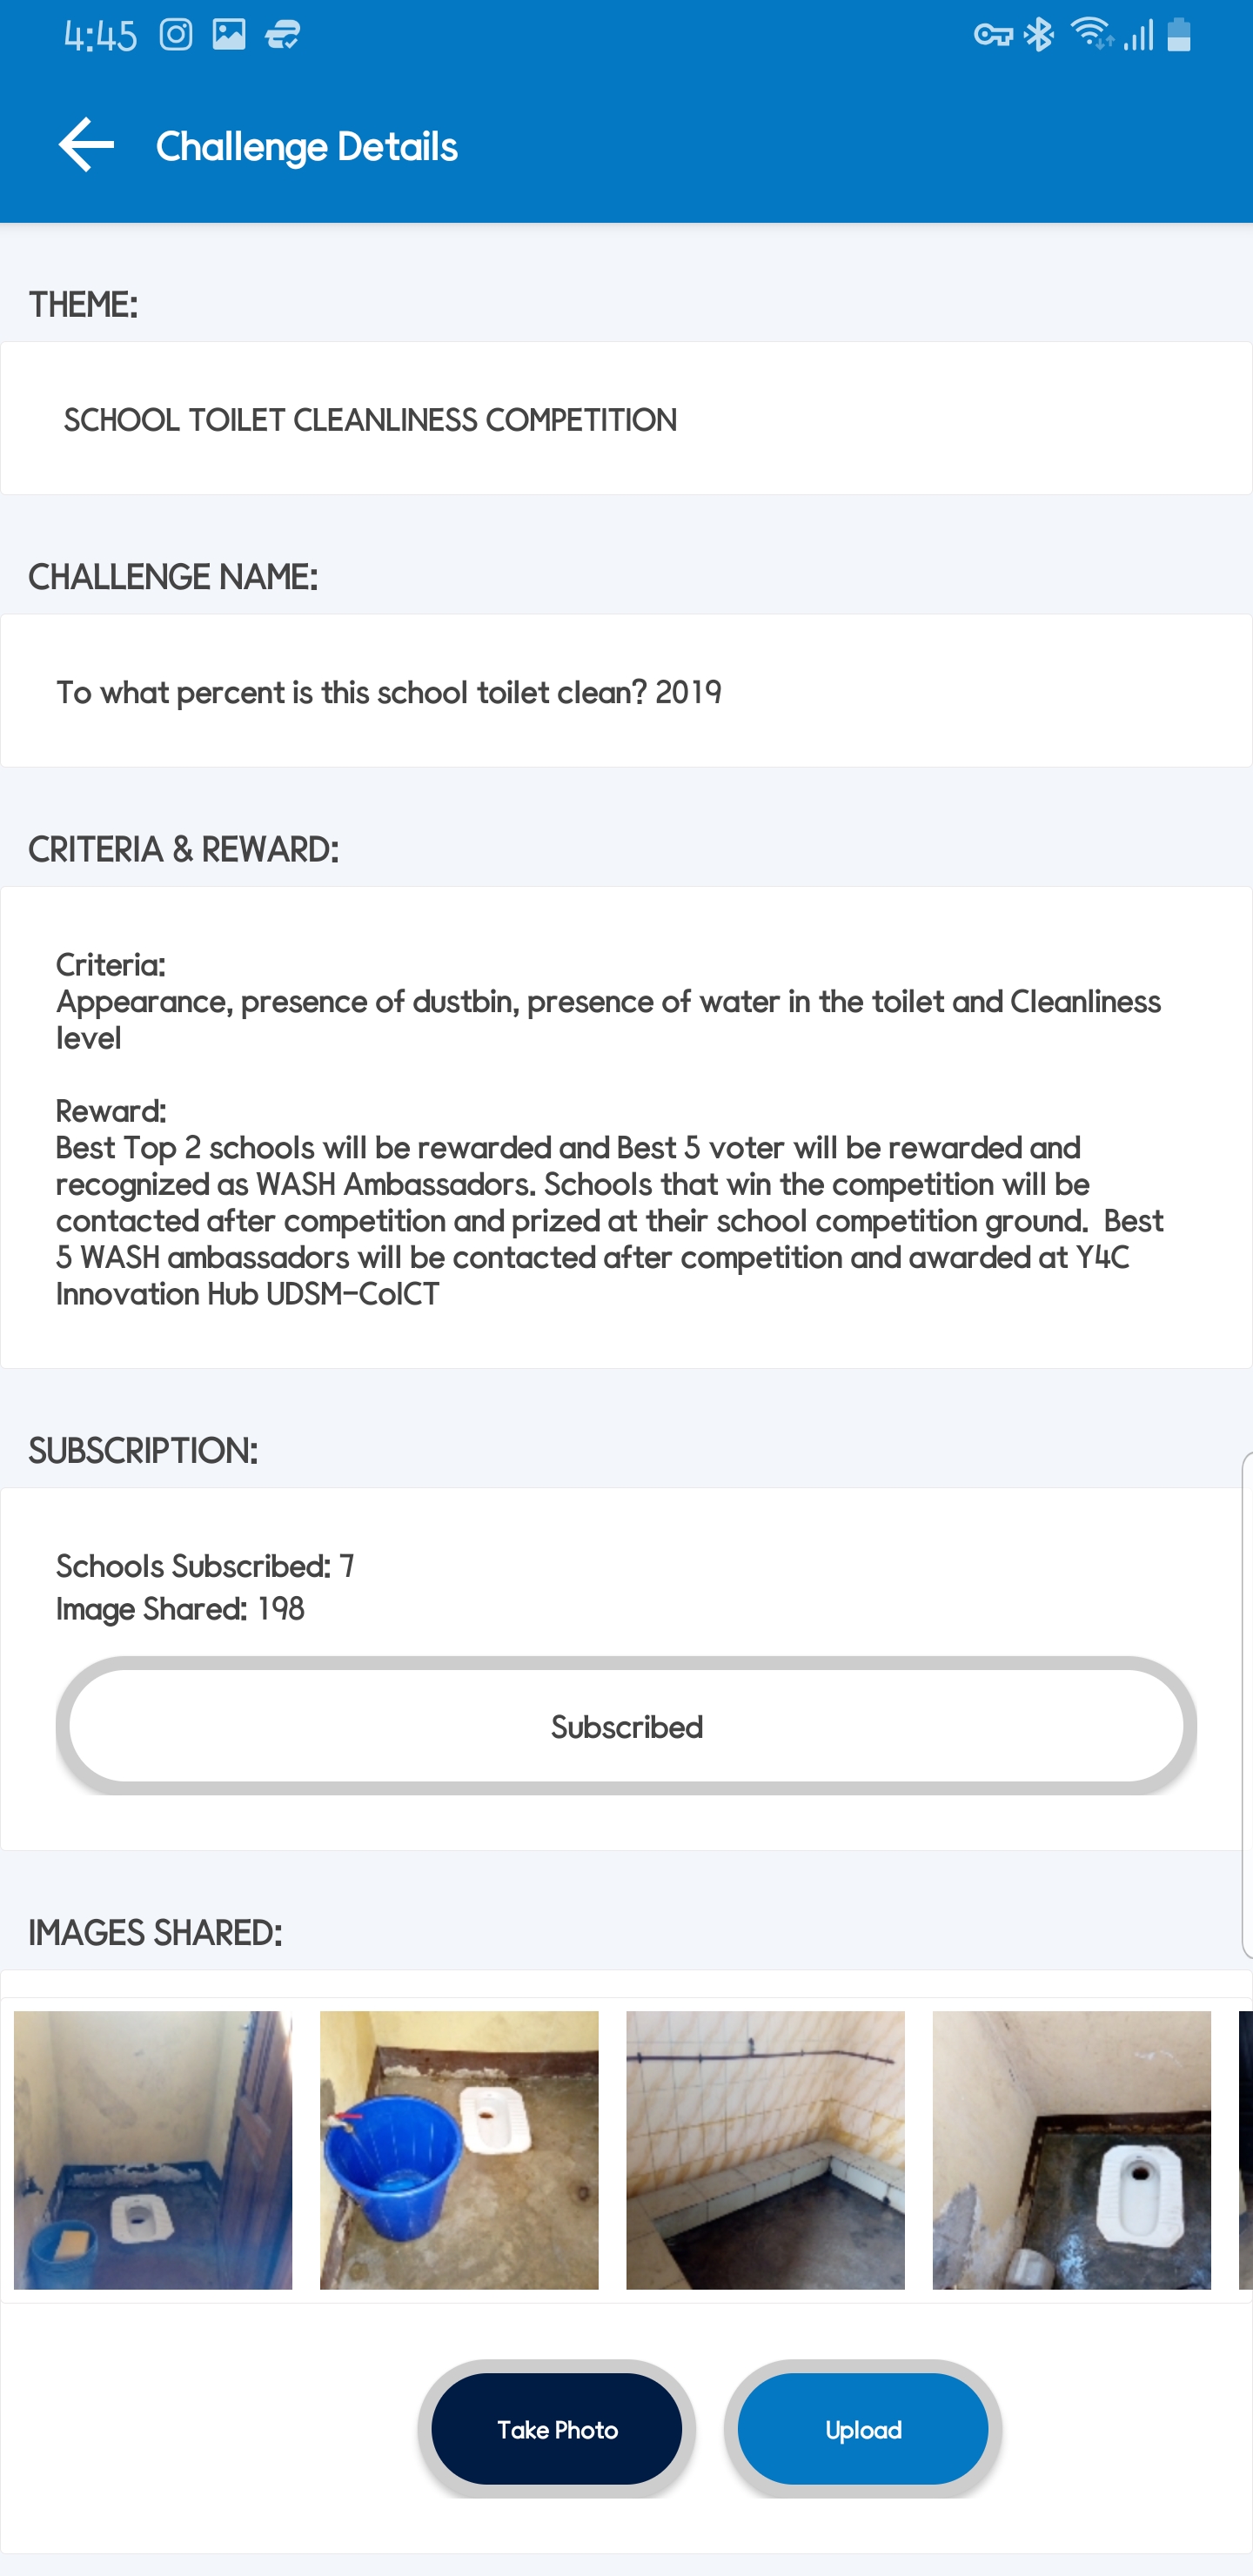 4:45
Challenge Details
THEME:
SCHOOL TOILET CLEANLINESS COMPETITION
CHALLENGE NAME:
To what percent is this school toilet clean? 2019
CRITERIA & REWARD:
Criteria:
Appearance, presence of dustbin, presence of water in the toilet and Cleanliness
level
Reward:
Best Top 2 schools will be rewarded and Best 5 voter will be rewarded and
recognized as WASH Ambassadors. Schools that win the competition will be
contacted after competition and prized at their school competition ground.  Best
5 WASH ambassadors will be contacted after competition and awarded at Y4C
Innovation Hub UDSM-CoICT
SUBSCRIPTION:
Schools Subscribed: 7
Image Shared: 198
Subscribed
IMAGES SHARED:
Take Photo
Upload